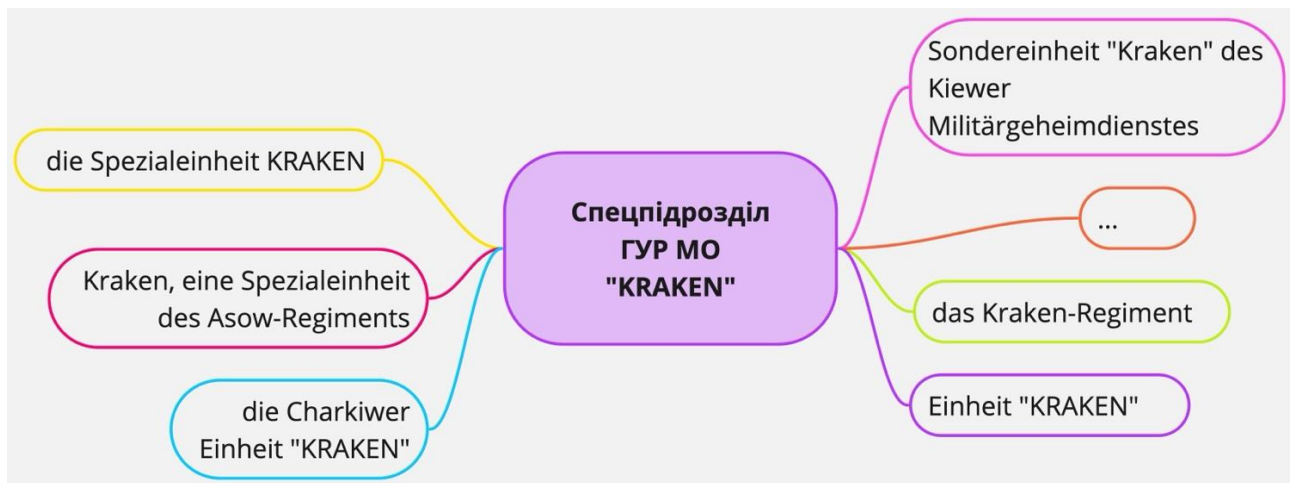 die Spezialeinheit KRAKEN
Kraken, eine Spezialeinheit
des Asow-Regiments
die Charkiwer
Einheit "KRAKEN"
Спецпідрозділ
ГУР МО
"KRAKEN"
Sondereinheit "Kraken" des
Kiewer
Militärgeheimdienstes
...
das Kraken-Regiment
Einheit "KRAKEN"